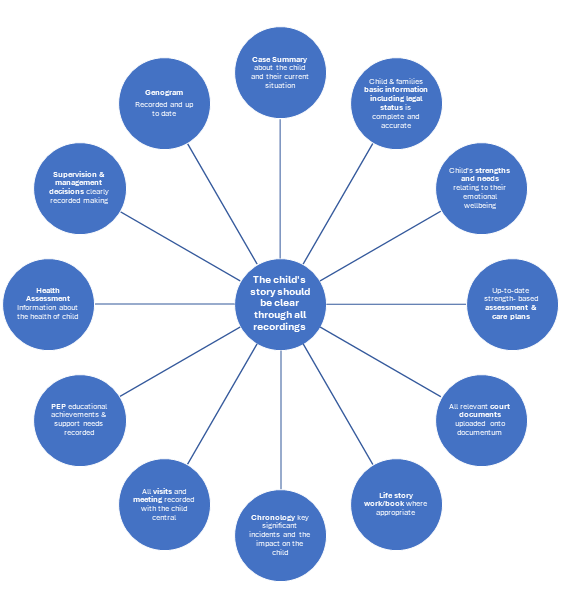 Case Summary
about the child
and their current
situation
Child & families
basic information
including legal
status is
complete and
accurate
Child's strengths
and needs
relating to their
emotional
wellbeing
Up-to-date
strength- based
assessment &
care plans
All relevant court
documents
uploaded onto
documentum
Life story
work/book where
appropriate
Chronology key
significant
incidents and the
impact on the
child
All visits and
meeting recorded
with the child
central
PEP educational
achievements &
support needs
recorded
Health
Assessment
Information about
the health of child
Supervision &
management
decisions clearly
recorded making
Genogram
Recorded and up
to date
The child's
story should
be clear
through all
recordings